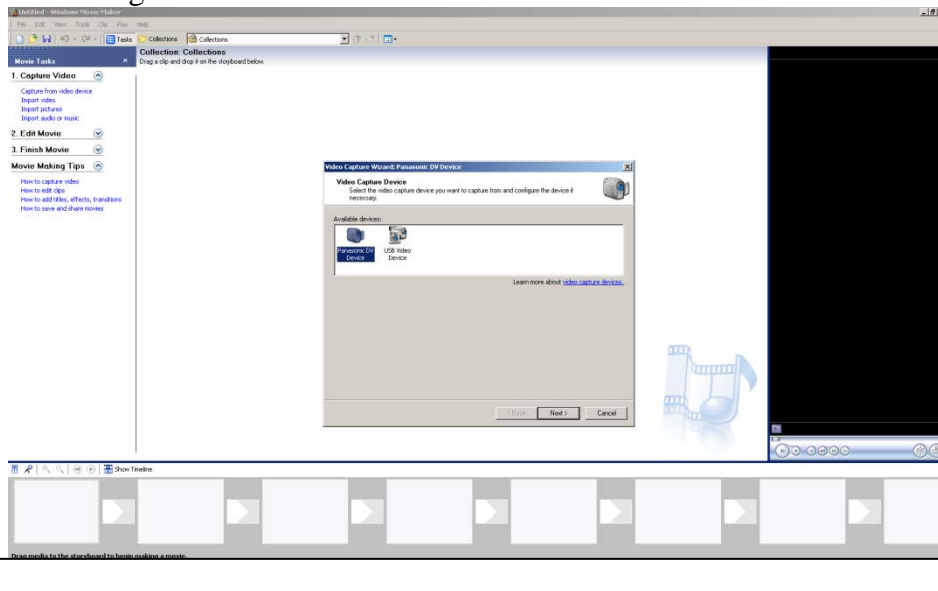 Untitled - Windows Movie Maker
File Edit View Tools Clip Play Help
Tasks Collections Collections
Movie Tasks
Collection: Collections
Drag a clip and drop it on the storyboard below.
1. Capture Video
Capture from video device
Import video
Import pictures
Import audio or music
2. Edit Movie
3. Finish Movie
Movie Making Tips
How to capture video
How to edit clips
How to add titles, effects, transitions
How to save and share movies
Video Capture Wizard: Panasonic DV Device
Video Capture Device
Select the video capture device you want to capture from and configure the device if
necessary.
Available devices:
Panasonic DV
Device
USB Video
Device
Learn more about video capture devices.
< Back Next > Cancel
Show Timeline
Drag media to the storyboard to begin making a movie.